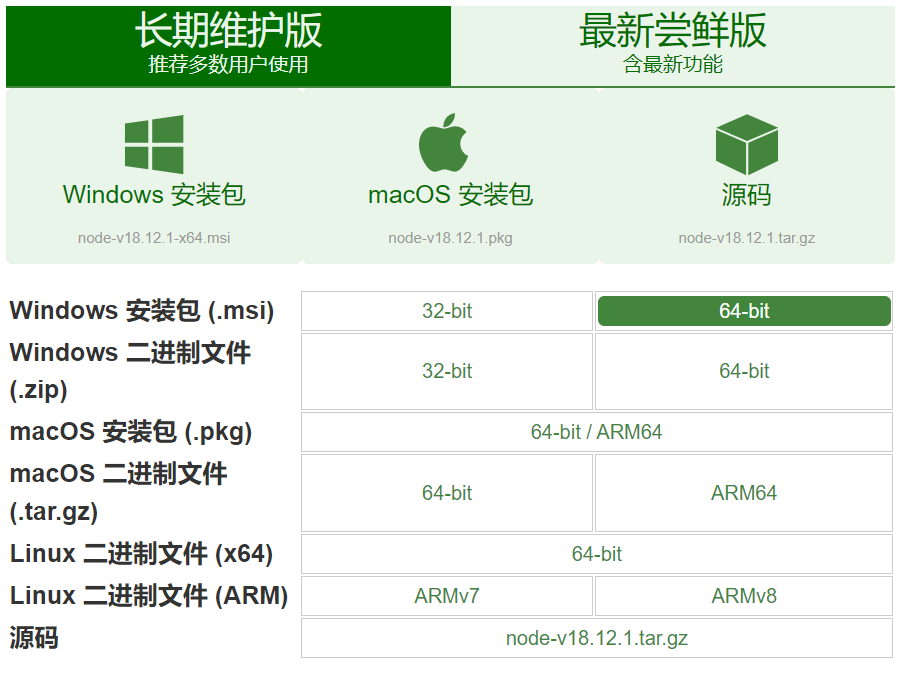 长期维护版
推荐多数用户使用
最新尝鲜版
含最新功能
Windows 安装包
node-v18.12.1-x64.msi
macOS 安装包
node-v18.12.1.pkg
源码
node-v18.12.1.tar.gz
Windows 安装包 (.msi)
32-bit
64-bit
Windows 二进制文件
(.zip)
32-bit
64-bit
macOS 安装包 (.pkg)
64-bit / ARM64
macOS 二进制文件
(.tar.gz)
64-bit
ARM64
Linux 二进制文件 (x64)
64-bit
Linux 二进制文件 (ARM)
ARMv7
ARMv8
源码
node-v18.12.1.tar.gz